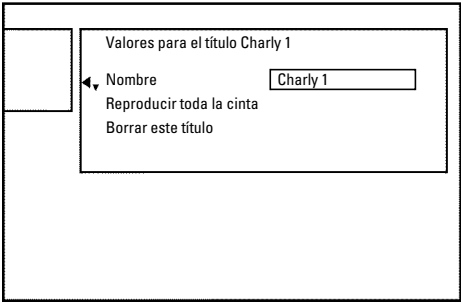 Valores para el título Charly 1
Nombre Charly 1
Reproducir toda la cinta
Borrar este título